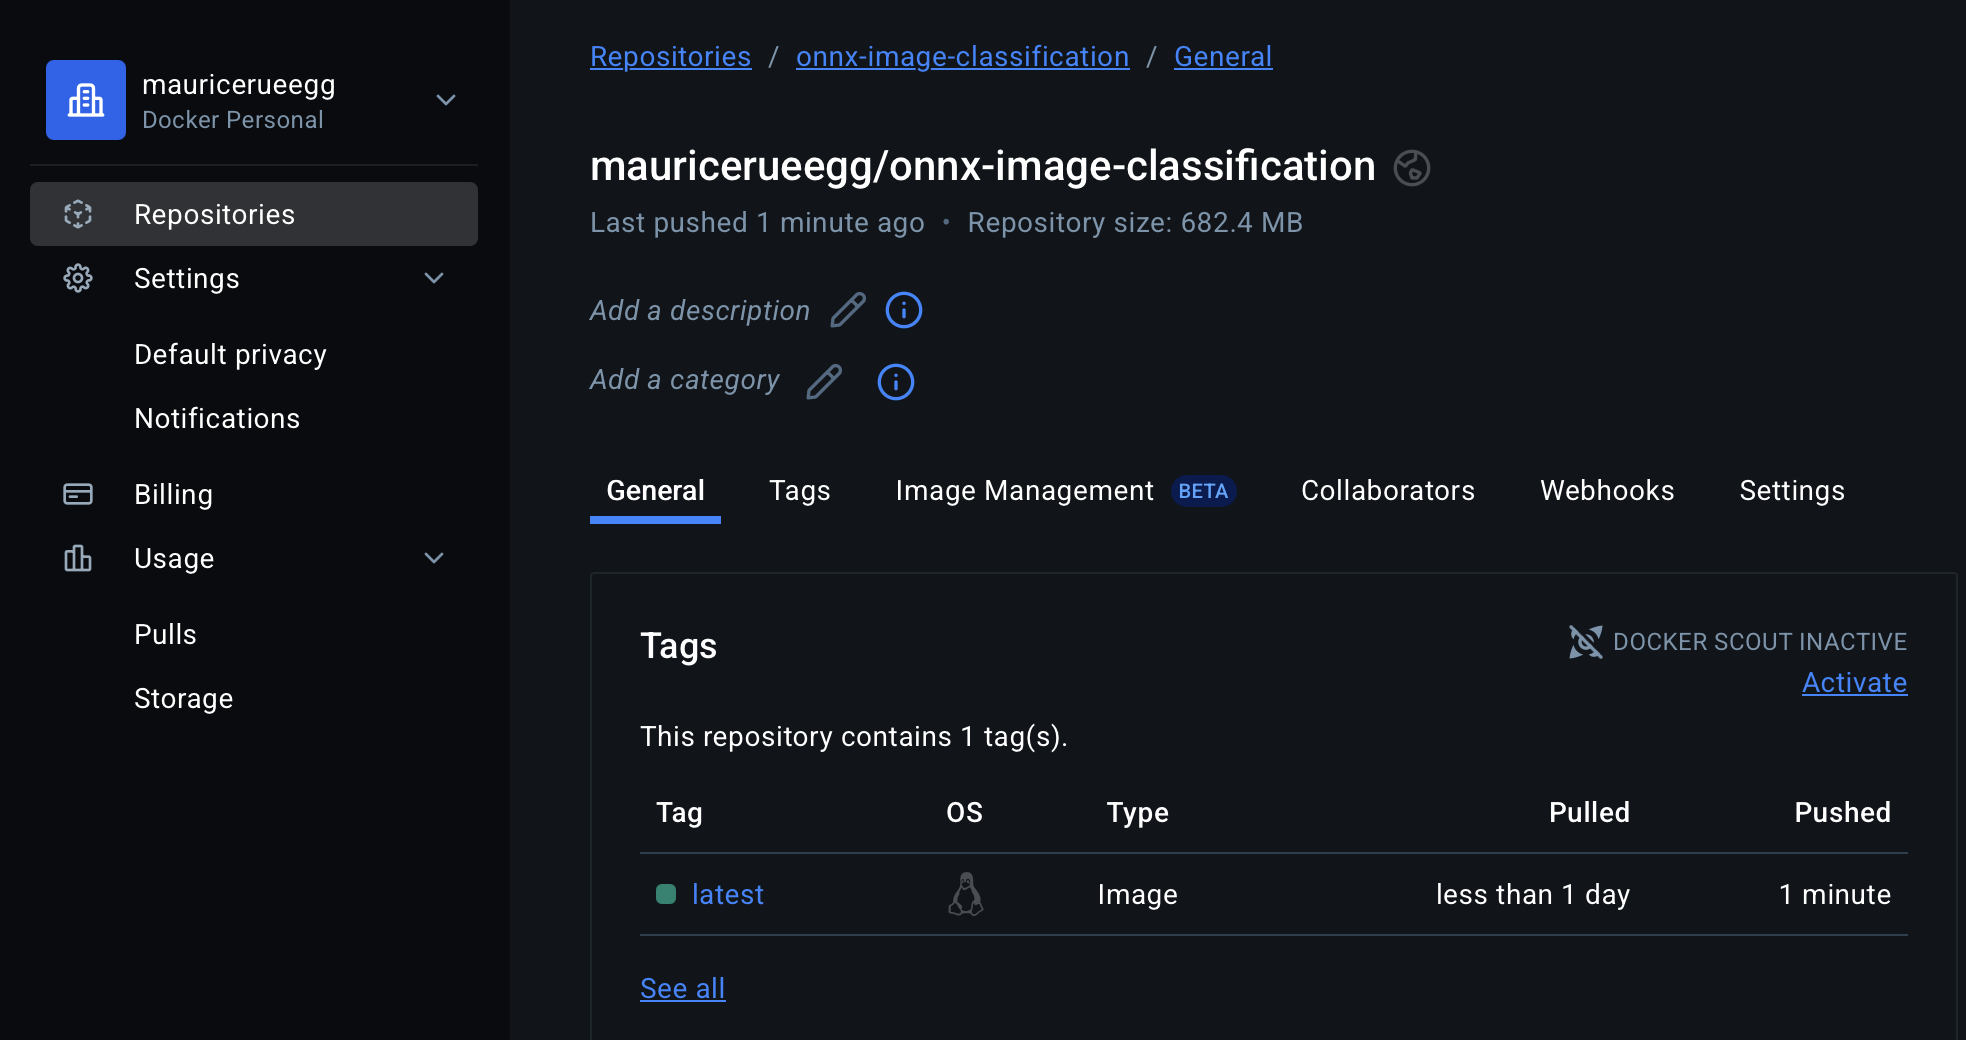 mauricerueegg
Docker Personal
Repositories
Settings
Default privacy
Notifications
Billing
Usage
Pulls
Storage
Repositories / onnx-image-classification / General
mauricerueegg/onnx-image-classification
Last pushed 1 minute ago • Repository size: 682.4 MB
Add a description
Add a category
General Tags Image Management BETA Collaborators Webhooks Settings
Tags
DOCKER SCOUT INACTIVE
Activate
This repository contains 1 tag(s).
Tag OS Type Pulled Pushed
latest Image less than 1 day 1 minute
See all